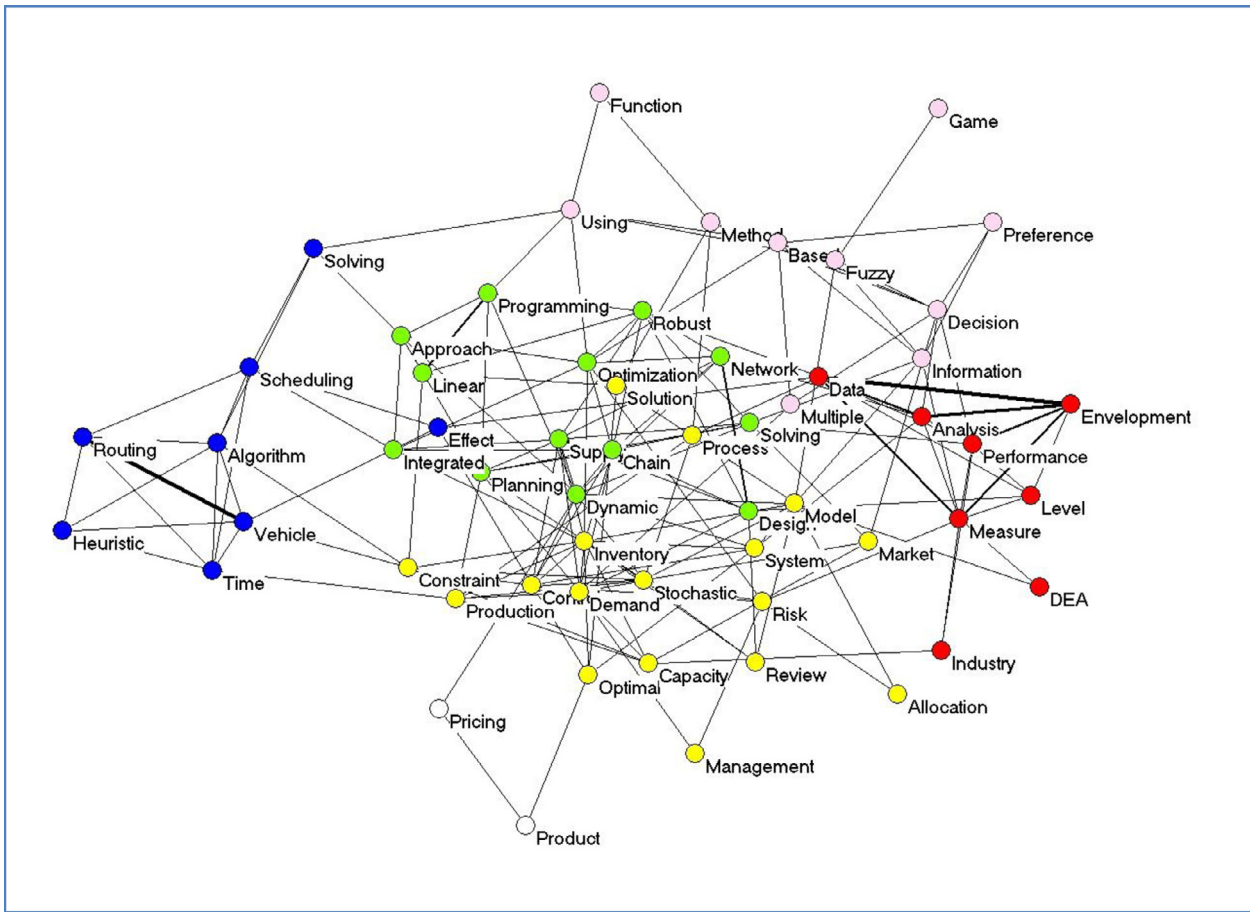 Function
Game
Using
Method
Preference
Based
Fuzzy
Solving
Programming
Robust
Decision
Approach
Network
Information
Scheduling
Linear
Optimization
Data
Solution
Multiple
Envelopment
Analysis
Effect
Solving
Routing
Algorithm
Integrated
Supply
Chain
Process
Performance
Planning
Dynamic
Level
Design
Model
Measure
Heuristic
Vehicle
Inventory
System
Market
Time
Constraint
Production
Demand
Stochastic
Risk
DEA
Optimal
Capacity
Review
Industry
Allocation
Pricing
Management
Product